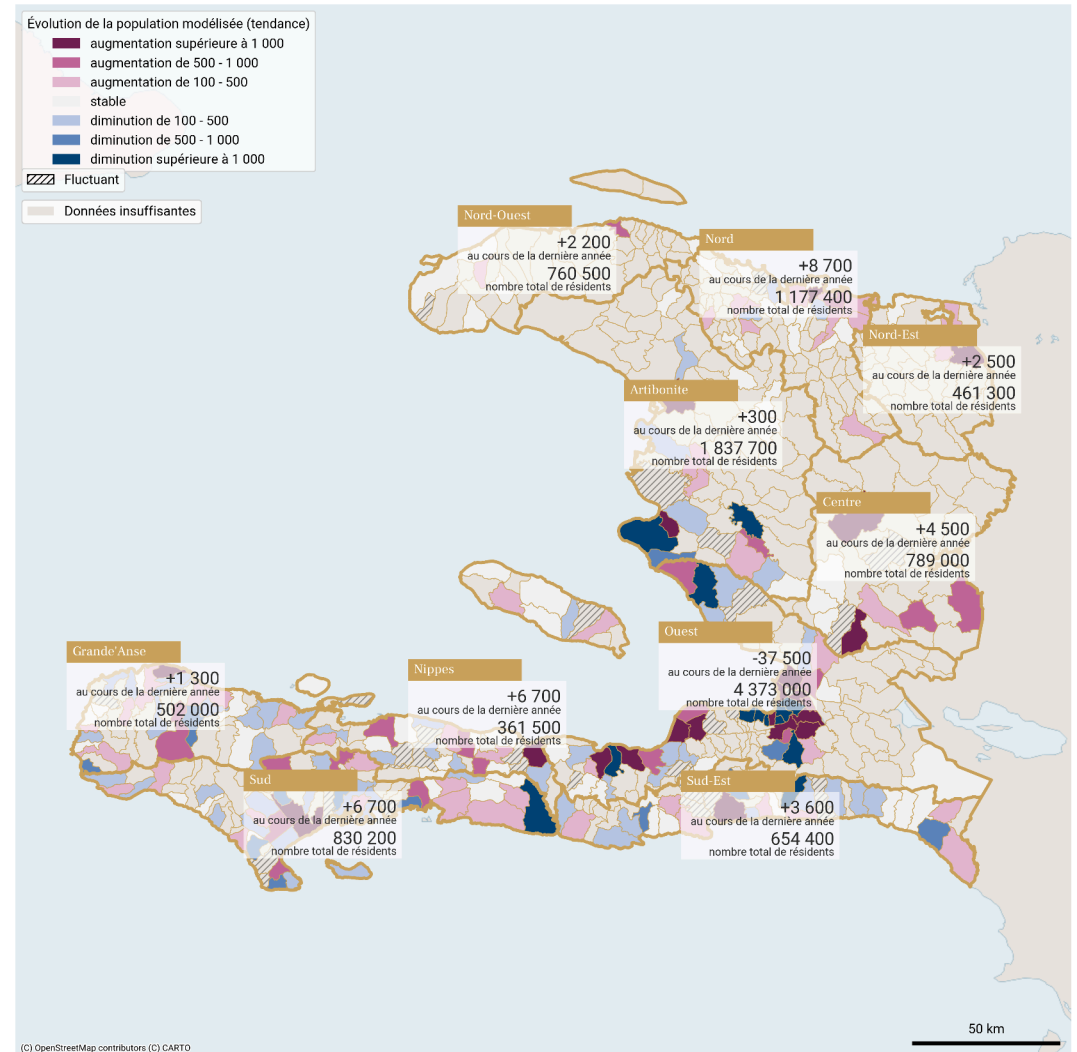 Évolution de la population modélisée (tendance)
augmentation supérieure à 1 000
augmentation de 500 - 1 000
augmentation de 100 - 500
stable
diminution de 100 - 500
diminution de 500 - 1 000
diminution supérieure à 1 000
Fluctuant
Données insuffisantes
Nord-Ouest
+2 200
au cours de la dernière année
760 500
nombre total de résidents
Nord
+8 700
au cours de la dernière année
1 177 400
nombre total de résidents
Nord-Est
+2 500
au cours de la dernière année
461 300
nombre total de résidents
Artibonite
+300
au cours de la dernière année
1 837 700
nombre total de résidents
Centre
+4 500
au cours de la dernière année
789 000
nombre total de résidents
Ouest
-37 500
au cours de la dernière année
4 373 000
nombre total de résidents
Grande'Anse
+1 300
au cours de la dernière année
502 000
nombre total de résidents
Nippes
+6 700
au cours de la dernière année
361 500
nombre total de résidents
Sud
+6 700
au cours de la dernière année
830 200
nombre total de résidents
Sud-Est
+3 600
au cours de la dernière année
654 400
nombre total de résidents
50 km
(C) OpenStreetMap contributors (C) CARTO